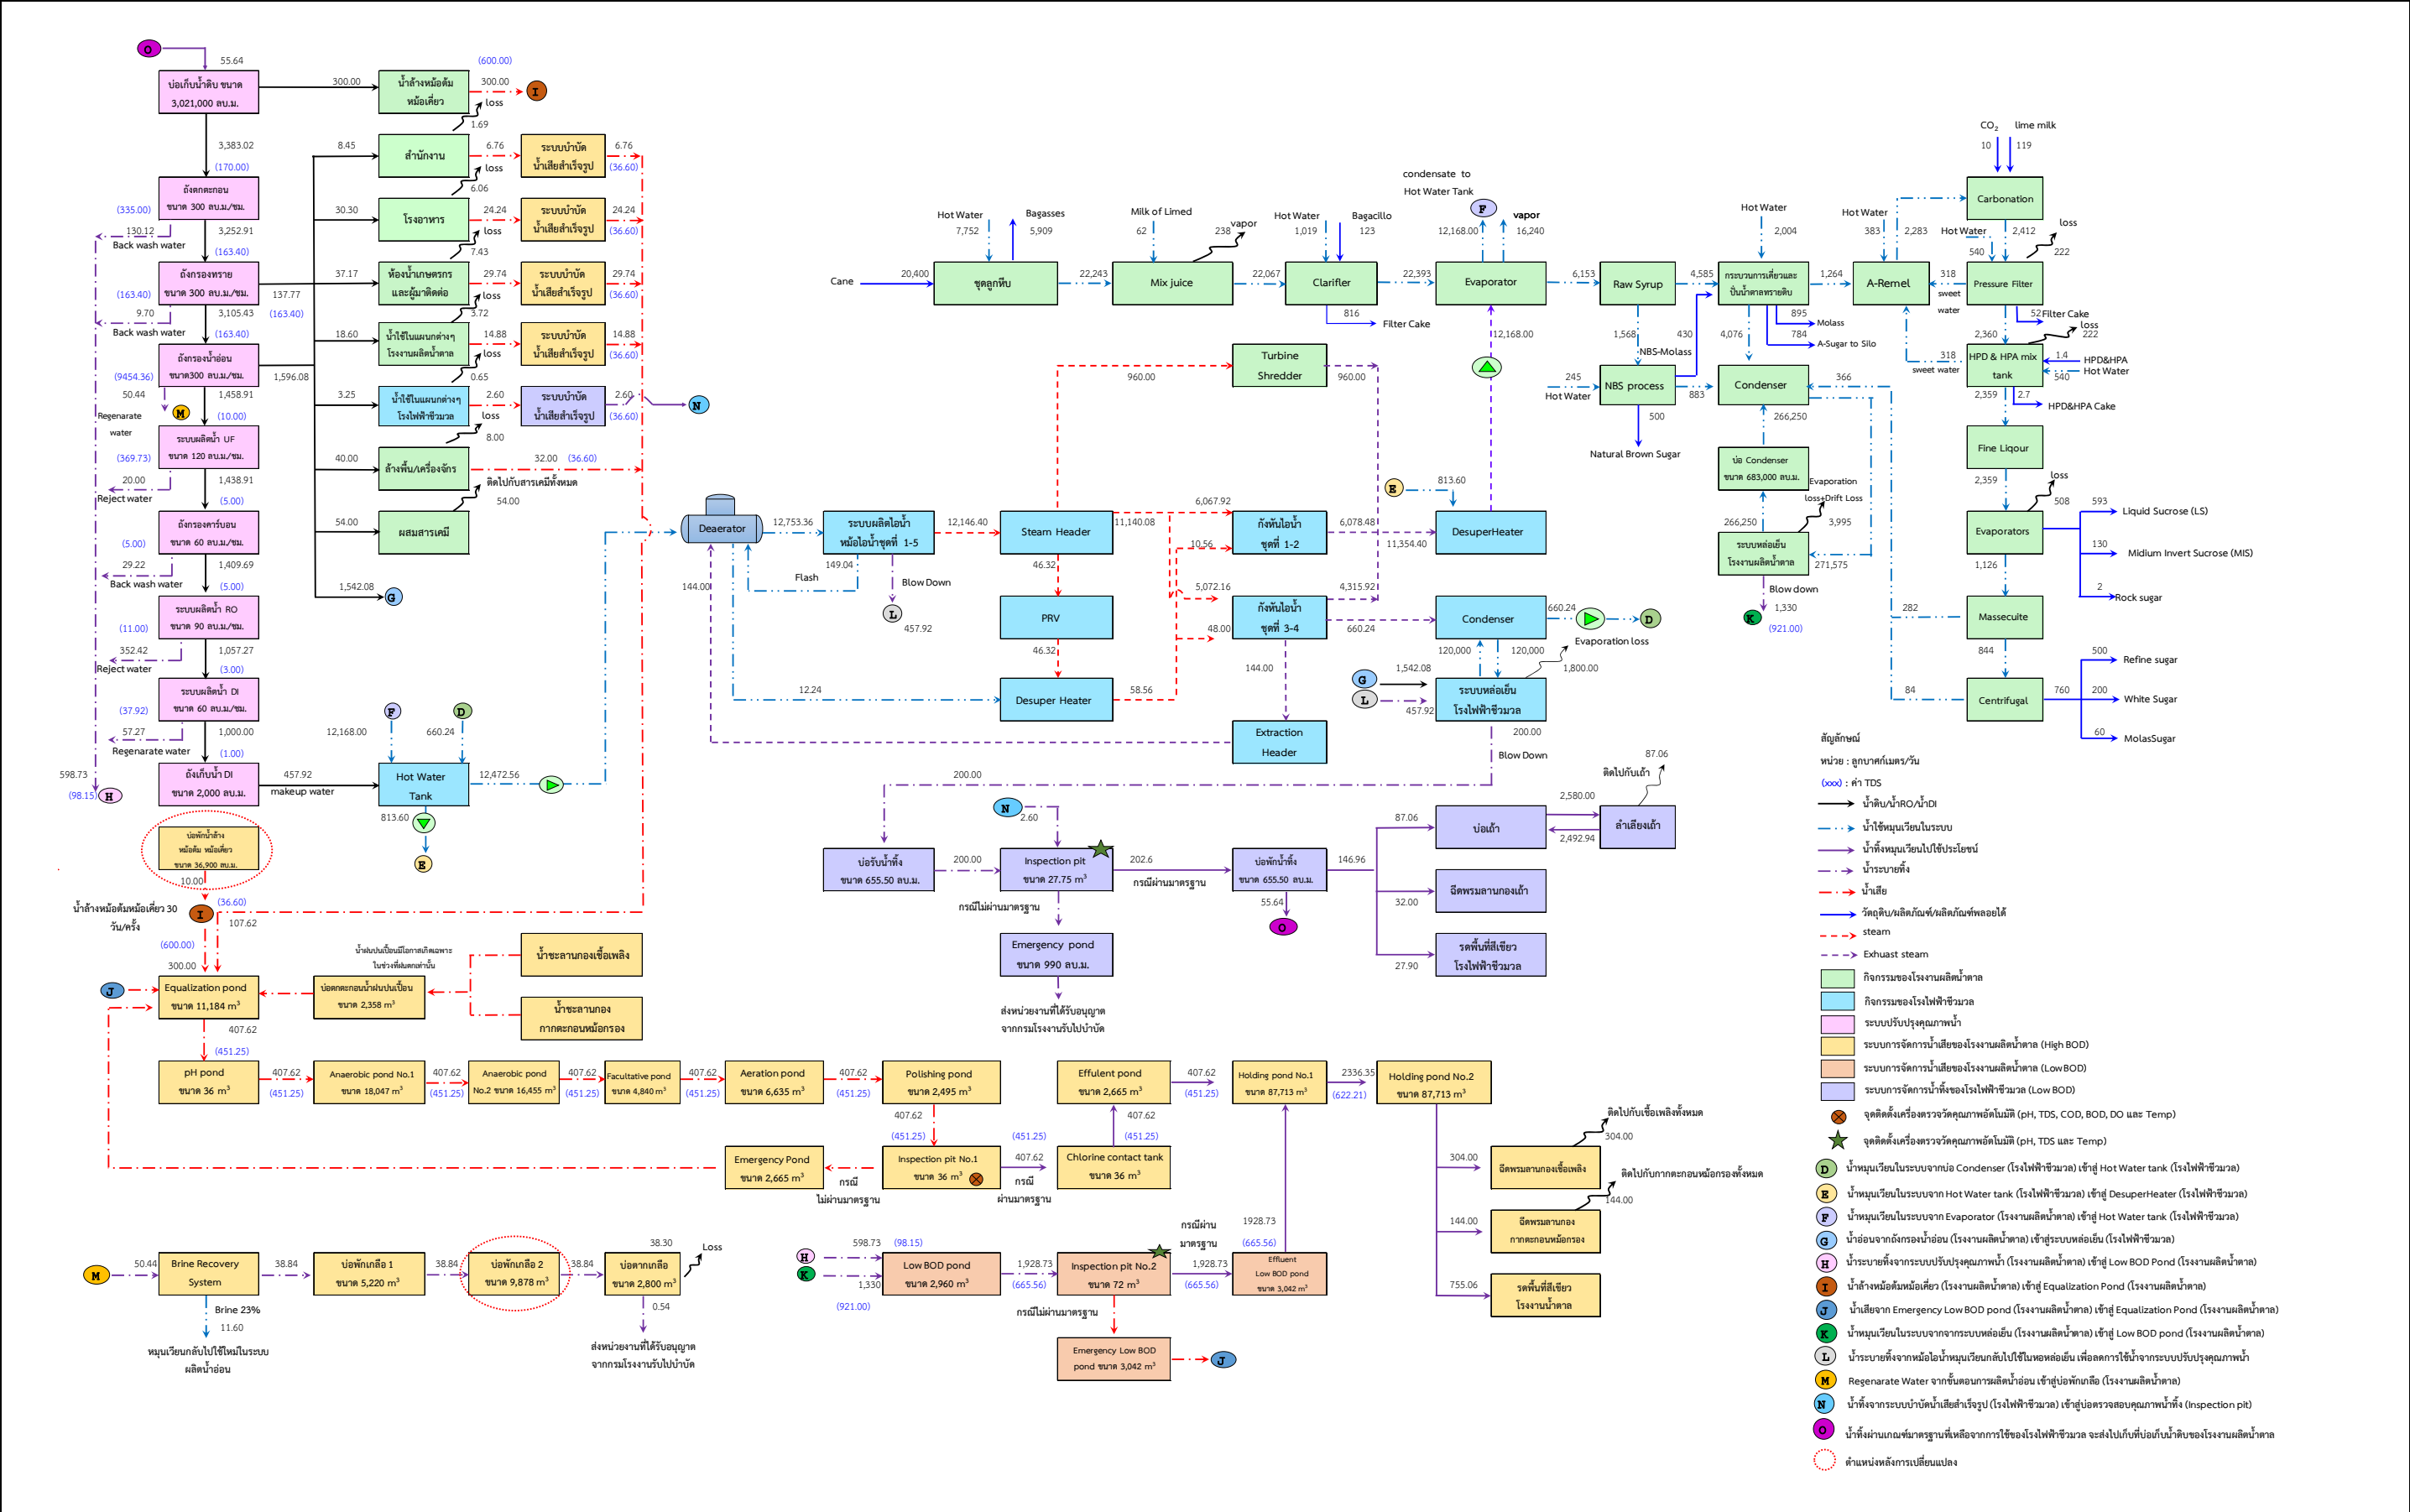 O
55.64
บ่อเก็บน้ำดิบ ขนาด
3,021,000 ลบ.ม.
300.00
น้ำล้างหม้อต้ม
หม้อเคี่ยว
(600.00)
300.00
I
loss
1.69
3,383.02
(170.00)
8.45
สำนักงาน
6.76
ระบบบำบัด
น้ำเสียสำเร็จรูป
6.76
(36.60)
loss
6.06
ถังตกตะกอน
ขนาด 300 ลบ.ม./ชม.
(335.00)
130.12
Back wash water
3,252.91
(163.40)
30.30
โรงอาหาร
24.24
ระบบบำบัด
น้ำเสียสำเร็จรูป
24.24
(36.60)
loss
7.43
ถังกรองทราย
ขนาด 300 ลบ.ม./ชม.
(163.40)
9.70
Back wash water
3,105.43
(163.40)
137.77
(163.40)
37.17
ห้องน้ำเกษตรกร
และผู้มาติดต่อ
29.74
ระบบบำบัด
น้ำเสียสำเร็จรูป
29.74
(36.60)
loss
3.72
18.60
น้ำใช้ในแผนกต่างๆ
โรงงานผลิตน้ำตาล
14.88
ระบบบำบัด
น้ำเสียสำเร็จรูป
14.88
(36.60)
loss
0.65
ถังกรองน้ำอ่อน
ขนาด300 ลบ.ม./ชม.
(9454.36)
50.44
Regenarate
water
M
1,596.08
1,458.91
(10.00)
3.25
น้ำใช้ในแผนกต่างๆ
โรงไฟฟ้าชีวมวล
2.60
ระบบบำบัด
น้ำเสียสำเร็จรูป
2.60
(36.60)
N
loss
8.00
ระบบผลิตน้ำ UF
ขนาด 120 ลบ.ม./ชม.
(369.73)
20.00
Reject water
1,438.91
(5.00)
40.00
ล้างพื้น/เครื่องจักร
32.00
(36.60)
ติดไปกับสารเคมีทั้งหมด
54.00
54.00
ผสมสารเคมี
ถังกรองคาร์บอน
ขนาด 60 ลบ.ม./ชม.
(5.00)
29.22
Back wash water
1,409.69
(5.00)
1,542.08
G
ระบบผลิตน้ำ RO
ขนาด 90 ลบ.ม./ชม.
(11.00)
352.42
Reject water
1,057.27
(3.00)
ระบบผลิตน้ำ DI
ขนาด 60 ลบ.ม./ชม.
(37.92)
57.27
Regenarate water
1,000.00
(1.00)
598.73
(98.15)
H
ถังเก็บน้ำ DI
ขนาด 2,000 ลบ.ม.
457.92
makeup water
F
12,168.00
D
660.24
Hot Water
Tank
12,472.56
813.60
E
Cane
20,400
Hot Water
7,752
Bagasses
5,909
ชุดลูกหีบ
22,243
Milk of Limed
62
238
vapor
Mix juice
22,067
Hot Water
1,019
Bagacillo
123
Clarifler
816
Filter Cake
22,393
condensate to
Hot Water Tank
F
vapor
12,168.00
16,240
Evaporator
6,153
12,168.00
Raw Syrup
4,585
1,568
NBS-Molass
430
245
Hot Water
NBS process
883
500
Natural Brown Sugar
Hot Water
2,004
กระบวนการเคี่ยวและ
ปั่นน้ำตาลทรายดิบ
1,264
4,076
895
Molass
784
A-Sugar to Silo
Condenser
366
266,250
บ่อ Condenser
ขนาด 683,000 ลบ.ม.
Evaporation
loss+Drift Loss
3,995
266,250
ระบบหล่อเย็น
โรงงานผลิตน้ำตาล
271,575
Blow down
1,330
K
(921.00)
Hot Water
383
2,283
A-Remel
318
sweet
water
318
sweet water
CO2
lime milk
10
119
Carbonation
2,412
Hot Water
540
loss
222
Pressure Filter
52
Filter Cake
2,360
loss
222
HPD & HPA mix
tank
1.4
HPD&HPA
540
Hot Water
2,359
2.7
HPD&HPA Cake
Fine Liqour
2,359
loss
508
Evaporators
593
Liquid Sucrose (LS)
130
Midium Invert Sucrose (MIS)
2
Rock sugar
1,126
282
Massecuite
844
84
Centrifugal
760
500
Refine sugar
200
White Sugar
60
MolasSugar
Turbine
Shredder
960.00
960.00
Deaerator
12,753.36
ระบบผลิตไอน้ำ
หม้อไอน้ำชุดที่ 1-5
12,146.40
149.04
Flash
Blow Down
L
457.92
144.00
12.24
Steam Header
11,140.08
6,067.92
46.32
PRV
46.32
Desuper Heater
58.56
10.56
5,072.16
48.00
กังหันไอน้ำ
ชุดที่ 1-2
6,078.48
11,354.40
E
813.60
DesuperHeater
กังหันไอน้ำ
ชุดที่ 3-4
4,315.92
660.24
144.00
Extraction
Header
Condenser
660.24
D
120,000
120,000
Evaporation loss
1,800.00
G
1,542.08
L
457.92
ระบบหล่อเย็น
โรงไฟฟ้าชีวมวล
200.00
Blow Down
200.00
N
2.60
บ่อรับน้ำทิ้ง
ขนาด 655.50 ลบ.ม.
200.00
Inspection pit
ขนาด 27.75 m3
202.6
กรณีผ่านมาตรฐาน
กรณีไม่ผ่านมาตรฐาน
Emergency pond
ขนาด 990 ลบ.ม.
ส่งหน่วยงานที่ได้รับอนุญาต
จากกรมโรงงานรับไปบำบัด
บ่อพักน้ำทิ้ง
ขนาด 655.50 ลบ.ม.
55.64
O
146.96
87.06
บ่อเถ้า
2,580.00
2,492.94
ลำเลียงเถ้า
ติดไปกับเถ้า
87.06
32.00
ฉีดพรมลานกองเถ้า
27.90
รดพื้นที่สีเขียว
โรงไฟฟ้าชีวมวล
บ่อพักน้ำล้าง
หม้อต้ม หม้อเคี่ยว
ขนาด 36,900 ลบ.ม.
10.00
น้ำล้างหม้อต้มหม้อเคี่ยว 30
วัน/ครั้ง
I
(36.60)
107.62
(600.00)
300.00
J
Equalization pond
ขนาด 11,184 m3
น้ำฝนปนเปื้อนมีโอกาสเกิดเฉพาะ
ในช่วงที่ฝนตกเท่านั้น
บ่อตกตะกอนน้ำฝนปนเปื้อน
ขนาด 2,358 m3
น้ำชะลานกองเชื้อเพลิง
น้ำชะลานกอง
กากตะกอนหม้อกรอง
407.62
(451.25)
pH pond
ขนาด 36 m3
407.62
(451.25)
Anaerobic pond No.1
ขนาด 18,047 m3
407.62
(451.25)
Anaerobic pond
No.2 ขนาด 16,455 m3
407.62
(451.25)
Facultative pond
ขนาด 4,840 m3
407.62
(451.25)
Aeration pond
ขนาด 6,635 m3
407.62
(451.25)
Polishing pond
ขนาด 2,495 m3
407.62
(451.25)
Emergency Pond
ขนาด 2,665 m3
กรณี
ไม่ผ่านมาตรฐาน
Inspection pit No.1
ขนาด 36 m3
(451.25)
407.62
กรณี
ผ่านมาตรฐาน
Chlorine contact tank
ขนาด 36 m3
407.62
(451.25)
Effulent pond
ขนาด 2,665 m3
407.62
(451.25)
Holding pond No.1
ขนาด 87,713 m3
2336.35
(622.21)
Holding pond No.2
ขนาด 87,713 m3
304.00
ฉีดพรมลานกองเชื้อเพลิง
ติดไปกับเชื้อเพลิงทั้งหมด
304.00
144.00
ฉีดพรมลานกอง
กากตะกอนหม้อกรอง
ติดไปกับกากตะกอนหม้อกรองทั้งหมด
144.00
755.06
รดพื้นที่สีเขียว
โรงงานน้ำตาล
M
50.44
Brine Recovery
System
Brine 23%
11.60
หมุนเวียนกลับไปใช้ใหม่ในระบบ
ผลิตน้ำอ่อน
38.84
บ่อพักเกลือ 1
ขนาด 5,220 m3
38.84
บ่อพักเกลือ 2
ขนาด 9,878 m3
38.84
บ่อตากเกลือ
ขนาด 2,800 m3
38.30
Loss
0.54
ส่งหน่วยงานที่ได้รับอนุญาต
จากกรมโรงงานรับไปบำบัด
H
598.73
(98.15)
K
1,330
(921.00)
Low BOD pond
ขนาด 2,960 m3
1,928.73
(665.56)
Inspection pit No.2
ขนาด 72 m3
กรณีไม่ผ่านมาตรฐาน
กรณีผ่าน
มาตรฐาน
1,928.73
(665.56)
1928.73
(665.56)
Effluent
Low BOD pond
ขนาด 3,042 m3
Emergency Low BOD
pond ขนาด 3,042 m3
J
สัญลักษณ์
หน่วย : ลูกบาศก์เมตร/วัน
(xxx) : ค่า TDS
น้ำดิบ/น้ำRO/น้ำDI
น้ำใช้หมุนเวียนในระบบ
น้ำทิ้งหมุนเวียนไปใช้ประโยชน์
น้ำระบายทิ้ง
น้ำเสีย
วัตถุดิบ/ผลิตภัณฑ์/ผลิตภัณฑ์พลอยได้
steam
Exhuast steam
กิจกรรมของโรงงานผลิตน้ำตาล
กิจกรรมของโรงไฟฟ้าชีวมวล
ระบบปรับปรุงคุณภาพน้ำ
ระบบการจัดการน้ำเสียของโรงงานผลิตน้ำตาล (High BOD)
ระบบการจัดการน้ำเสียของโรงงานผลิตน้ำตาล (Low BOD)
ระบบการจัดการน้ำทิ้งของโรงไฟฟ้าชีวมวล (Low BOD)
จุดติดตั้งเครื่องตรวจวัดคุณภาพอัตโนมัติ (pH, TDS, COD, BOD, DO และ Temp)
จุดติดตั้งเครื่องตรวจวัดคุณภาพอัตโนมัติ (pH, TDS และ Temp)
D น้ำหมุนเวียนในระบบจากบ่อ Condenser (โรงไฟฟ้าชีวมวล) เข้าสู่ Hot Water tank (โรงไฟฟ้าชีวมวล)
E น้ำหมุนเวียนในระบบจาก Hot Water tank (โรงไฟฟ้าชีวมวล) เข้าสู่ DesuperHeater (โรงไฟฟ้าชีวมวล)
F น้ำหมุนเวียนในระบบจาก Evaporator (โรงงานผลิตน้ำตาล) เข้าสู่ Hot Water tank (โรงไฟฟ้าชีวมวล)
G น้ำอ่อนจากถังกรองน้ำอ่อน (โรงงานผลิตน้ำตาล) เข้าสู่ระบบหล่อเย็น (โรงไฟฟ้าชีวมวล)
H น้ำระบายทิ้งจากระบบปรับปรุงคุณภาพน้ำ (โรงงานผลิตน้ำตาล) เข้าสู่ Low BOD Pond (โรงงานผลิตน้ำตาล)
I น้ำล้างหม้อต้มหม้อเคี่ยว (โรงงานผลิตน้ำตาล) เข้าสู่ Equalization Pond (โรงงานผลิตน้ำตาล)
J น้ำเสียจาก Emergency Low BOD pond (โรงงานผลิตน้ำตาล) เข้าสู่ Equalization Pond (โรงงานผลิตน้ำตาล)
K น้ำหมุนเวียนในระบบจากจากระบบหล่อเย็น (โรงงานผลิตน้ำตาล) เข้าสู่ Low BOD pond (โรงงานผลิตน้ำตาล)
L น้ำระบายทิ้งจากหม้อไอน้ำหมุนเวียนกลับไปใช้ในหอหล่อเย็น เพื่อลดการใช้น้ำจากระบบปรับปรุงคุณภาพน้ำ
M Regenarate Water จากขั้นตอนการผลิตน้ำอ่อน เข้าสู่บ่อพักเกลือ (โรงงานผลิตน้ำตาล)
N น้ำทิ้งจากระบบบำบัดน้ำเสียสำเร็จรูป (โรงไฟฟ้าชีวมวล) เข้าสู่บ่อตรวจสอบคุณภาพน้ำทิ้ง (Inspection pit)
O น้ำทิ้งผ่านเกณฑ์มาตรฐานที่เหลือจากการใช้ของโรงไฟฟ้าชีวมวล จะส่งไปเก็บที่บ่อเก็บน้ำดิบของโรงงานผลิตน้ำตาล
ตำแหน่งหลังการเปลี่ยนแปลง